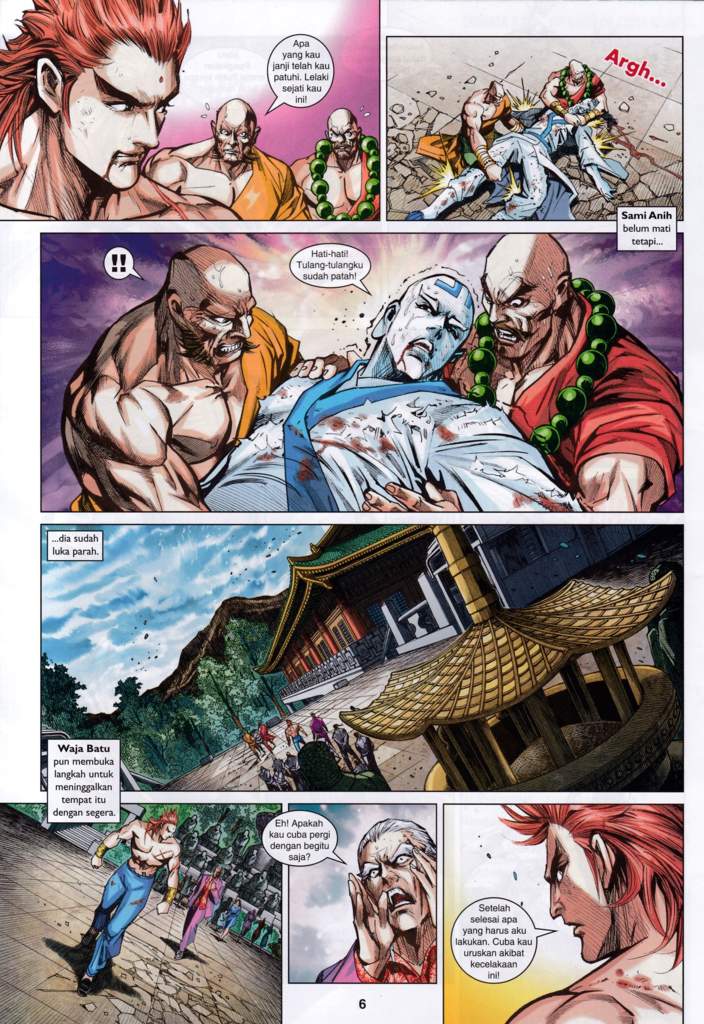 Apa
yang kau
janji telah kau
patuhi. Lelaki
sejati kau
ini!
Argh...
Sami Anih
belum mati
tetapi...
!!
Hati-hati!
Tulang-tulangku
sudah patah!
...dia sudah
luka parah.
Waja Batu
pun membuka
langkah untuk
meninggalkan
tempat itu
dengan segera.
Eh! Apakah
kau cuba pergi
dengan begitu
saja?
Setelah
selesai apa
yang harus aku
lakukan. Cuba kau
uruskan akibat
kecelakaan
ini!
6